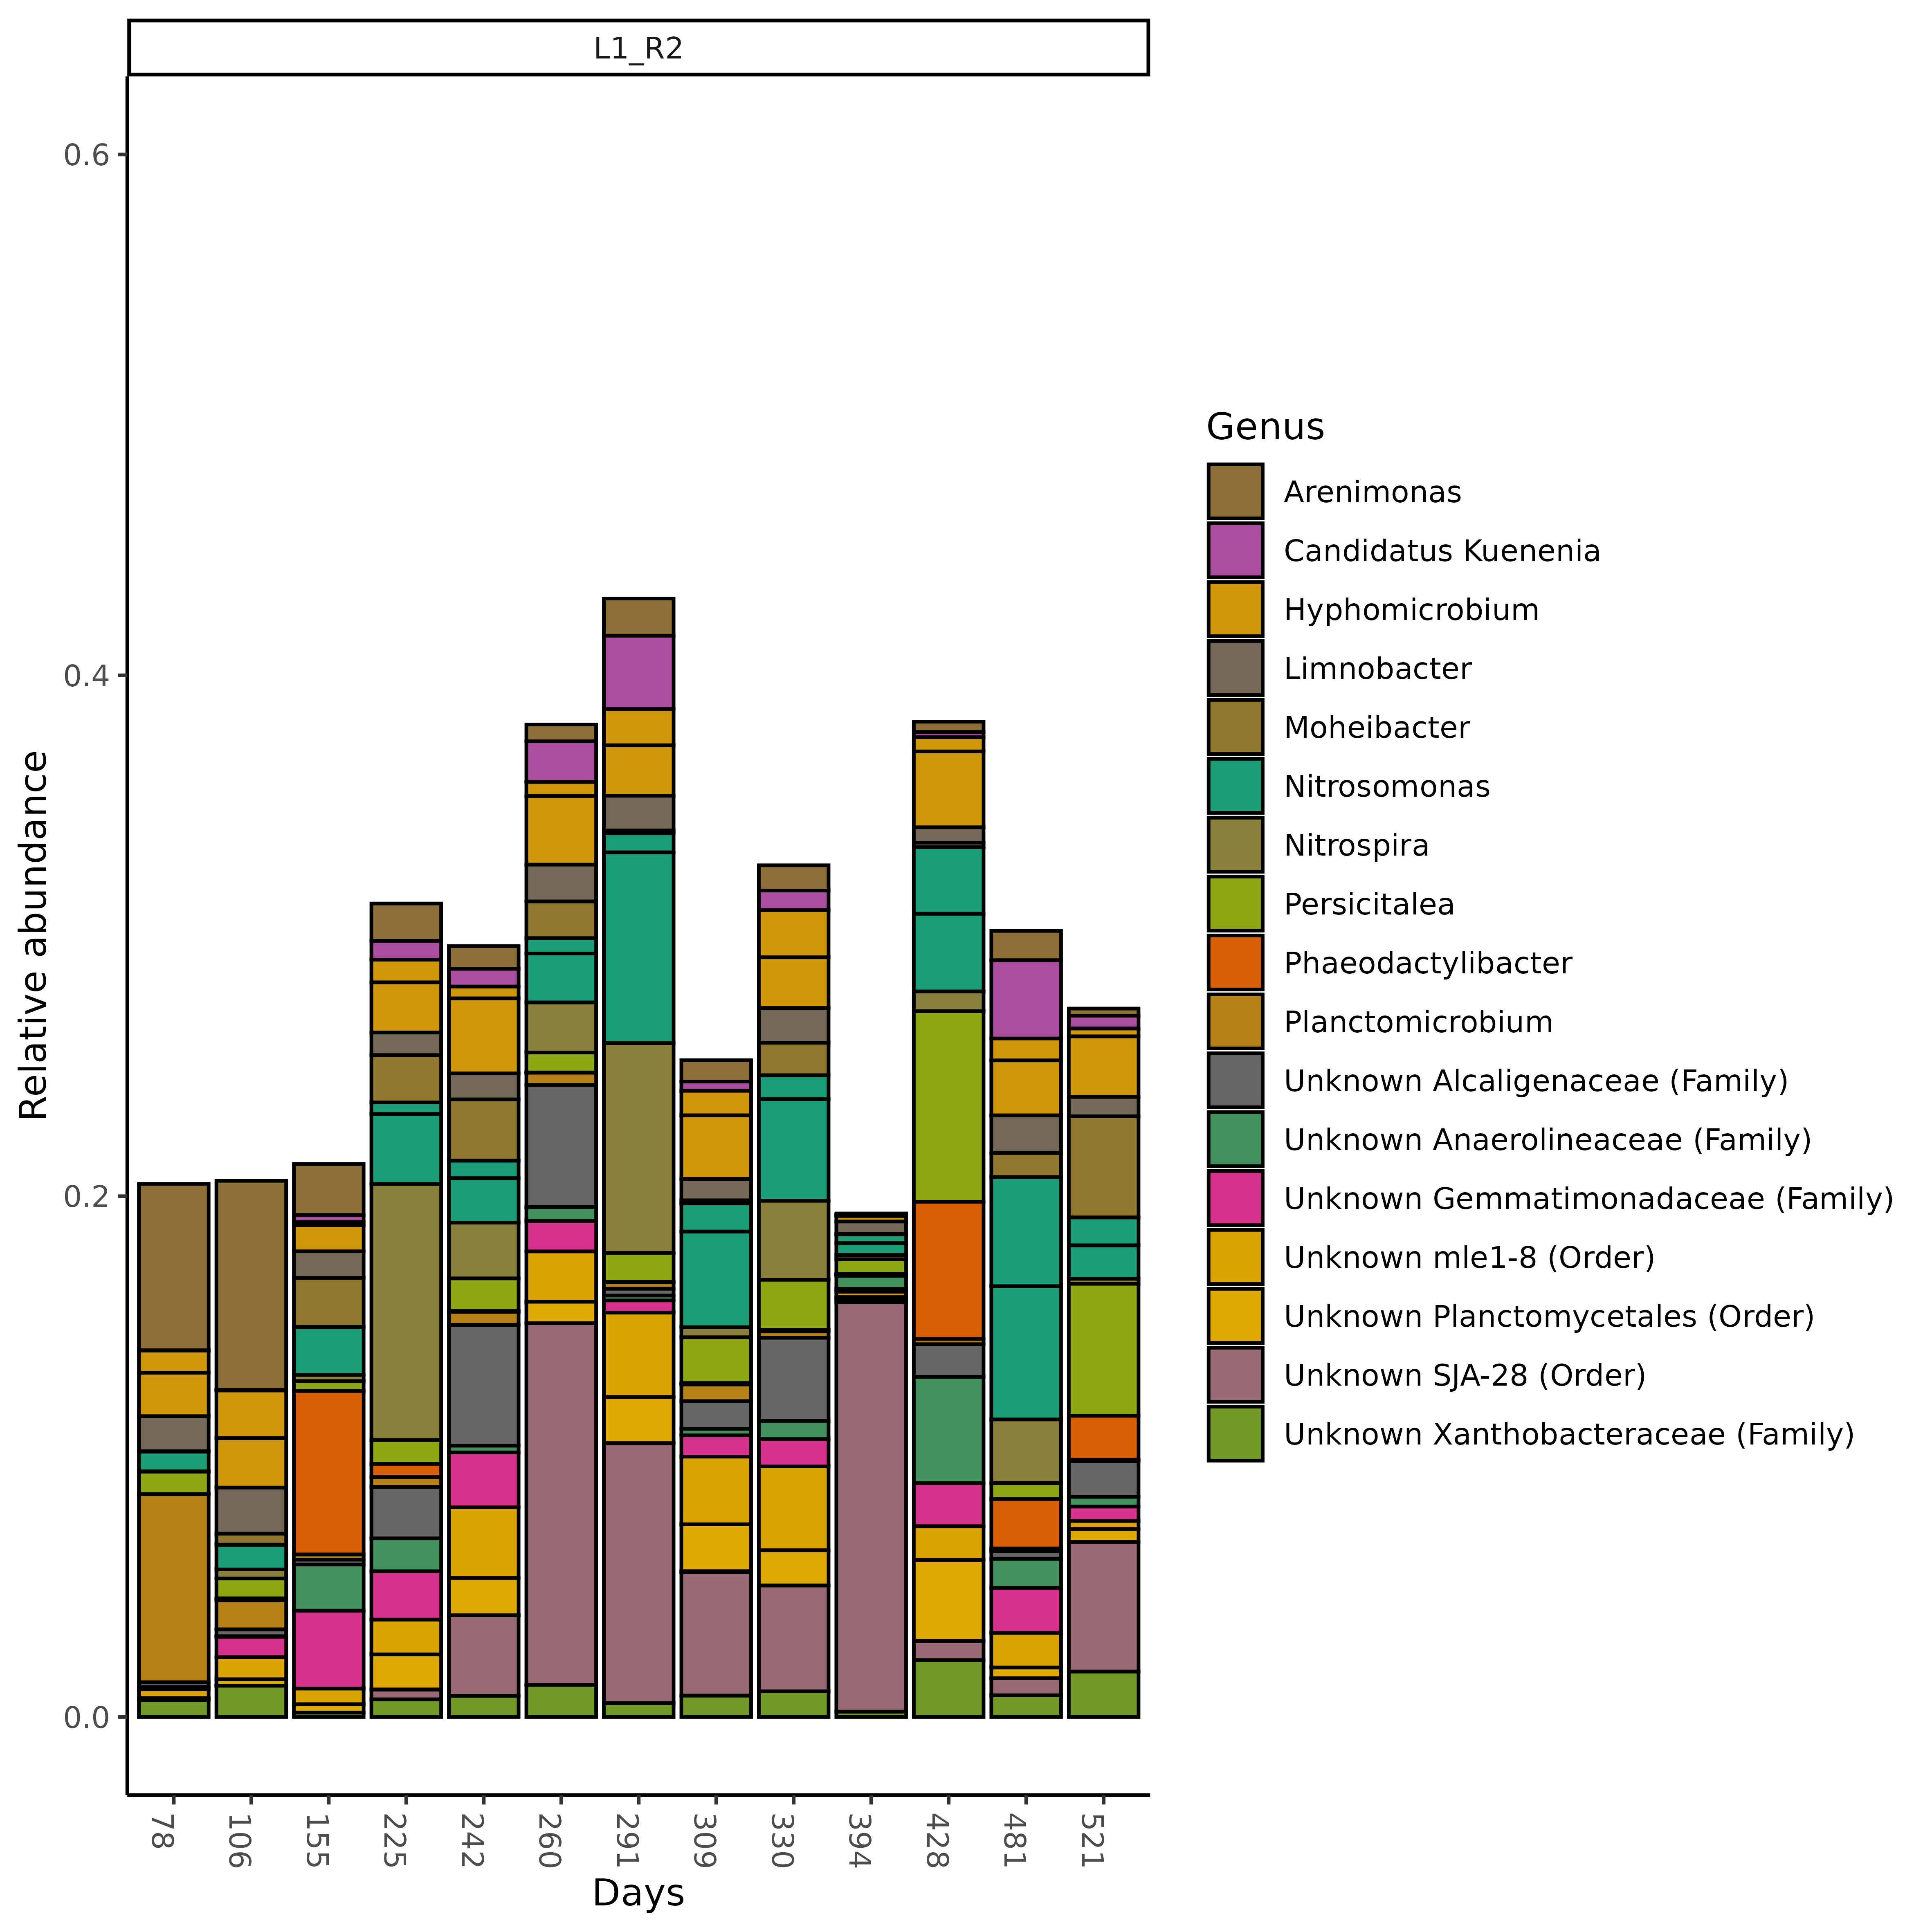 L1_R2
0.6
0.4
0.2
0.0
Relative abundance
78
106
155
225
242
260
291
309
330
394
428
481
521
Days
Genus
Arenimonas
Candidatus Kuenenia
Hyphomicrobium
Limnobacter
Moheibacter
Nitrosomonas
Nitrospira
Persicitalea
Phaeodactylibacter
Planctomicrobium
Unknown Alcaligenaceae (Family)
Unknown Anaerolineaceae (Family)
Unknown Gemmatimonadaceae (Family)
Unknown mle1-8 (Order)
Unknown Planctomycetales (Order)
Unknown SJA-28 (Order)
Unknown Xanthobacteraceae (Family)